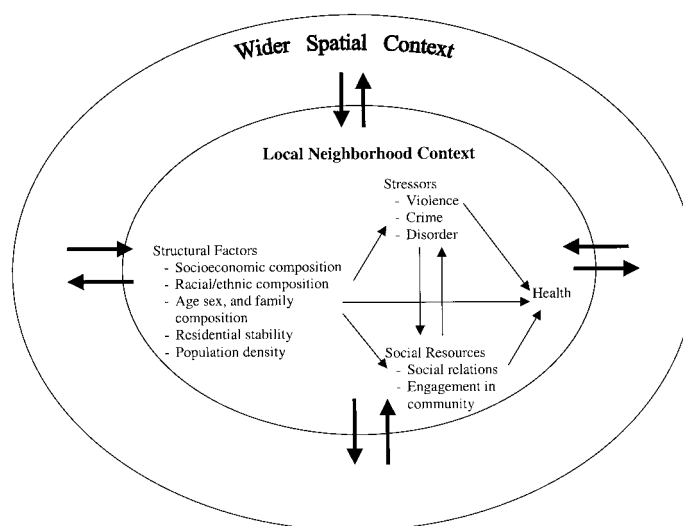 Wider Spatial Context
Local Neighborhood Context
Stressors
- Violence
- Crime
- Disorder
Structural Factors
- Socioeconomic composition
- Racial/ethnic composition
- Age sex, and family
composition
- Residential stability
- Population density
Health
Social Resources
- Social relations
- Engagement in
community